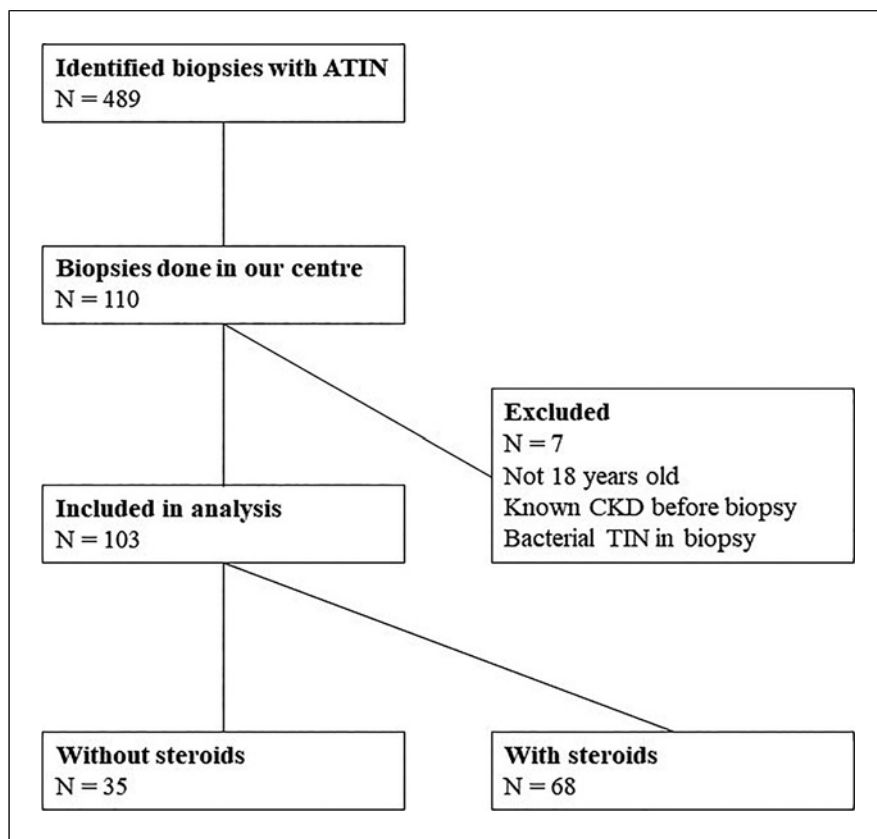 Identified biopsies with ATIN
N = 489
Biopsies done in our centre
N = 110
Excluded
N = 7
Not 18 years old
Known CKD before biopsy
Bacterial TIN in biopsy
Included in analysis
N = 103
Without steroids
N = 35
With steroids
N = 68